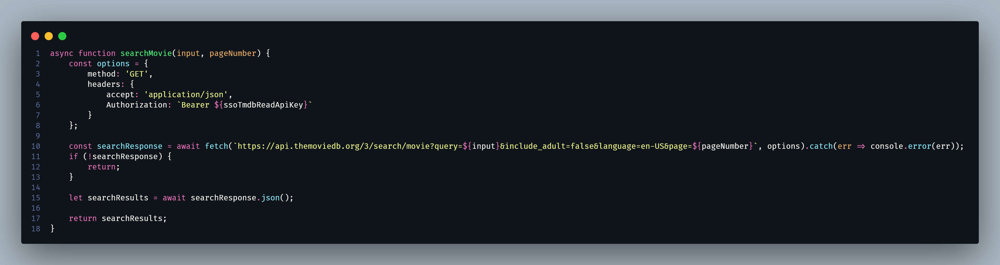 1 async function searchMovie(input, pageNumber) {
2     const options = {
3         method: 'GET',
4         headers: {
5             accept: 'application/json',
6             Authorization: `Bearer ${ssoTmdbReadApiKey}`
7         }
8     };
9
10     const searchResponse = await fetch(`https://api.themoviedb.org/3/search/movie?query=${input}&include_adult=false&language=en-US&page=${pageNumber}`, options).catch(err => console.error(err));
11     if (!searchResponse) {
12         return;
13     }
14
15     let searchResults = await searchResponse.json();
16
17     return searchResults;
18 }